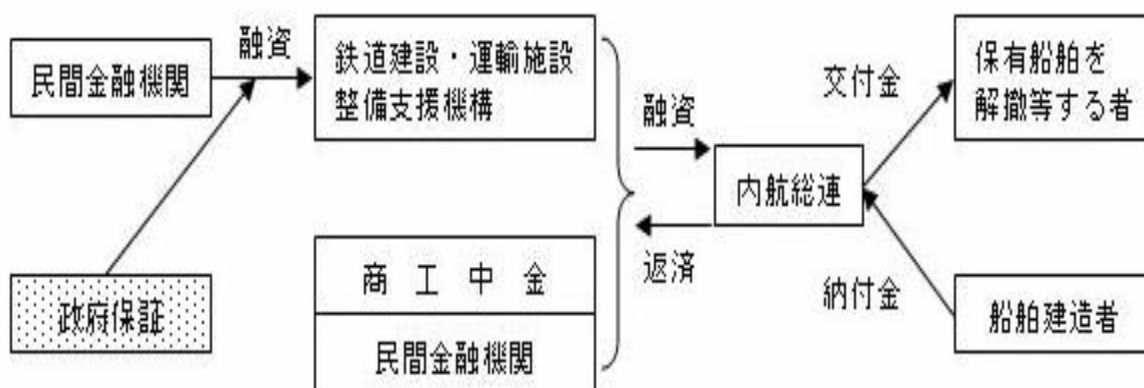 民間金融機関
融資
鉄道建設・運輸施設
整備支援機構
政府保証
商工中金
民間金融機関
融資
返済
内航総連
交付金
納付金
保有船舶を
解撤等する者
船舶建造者